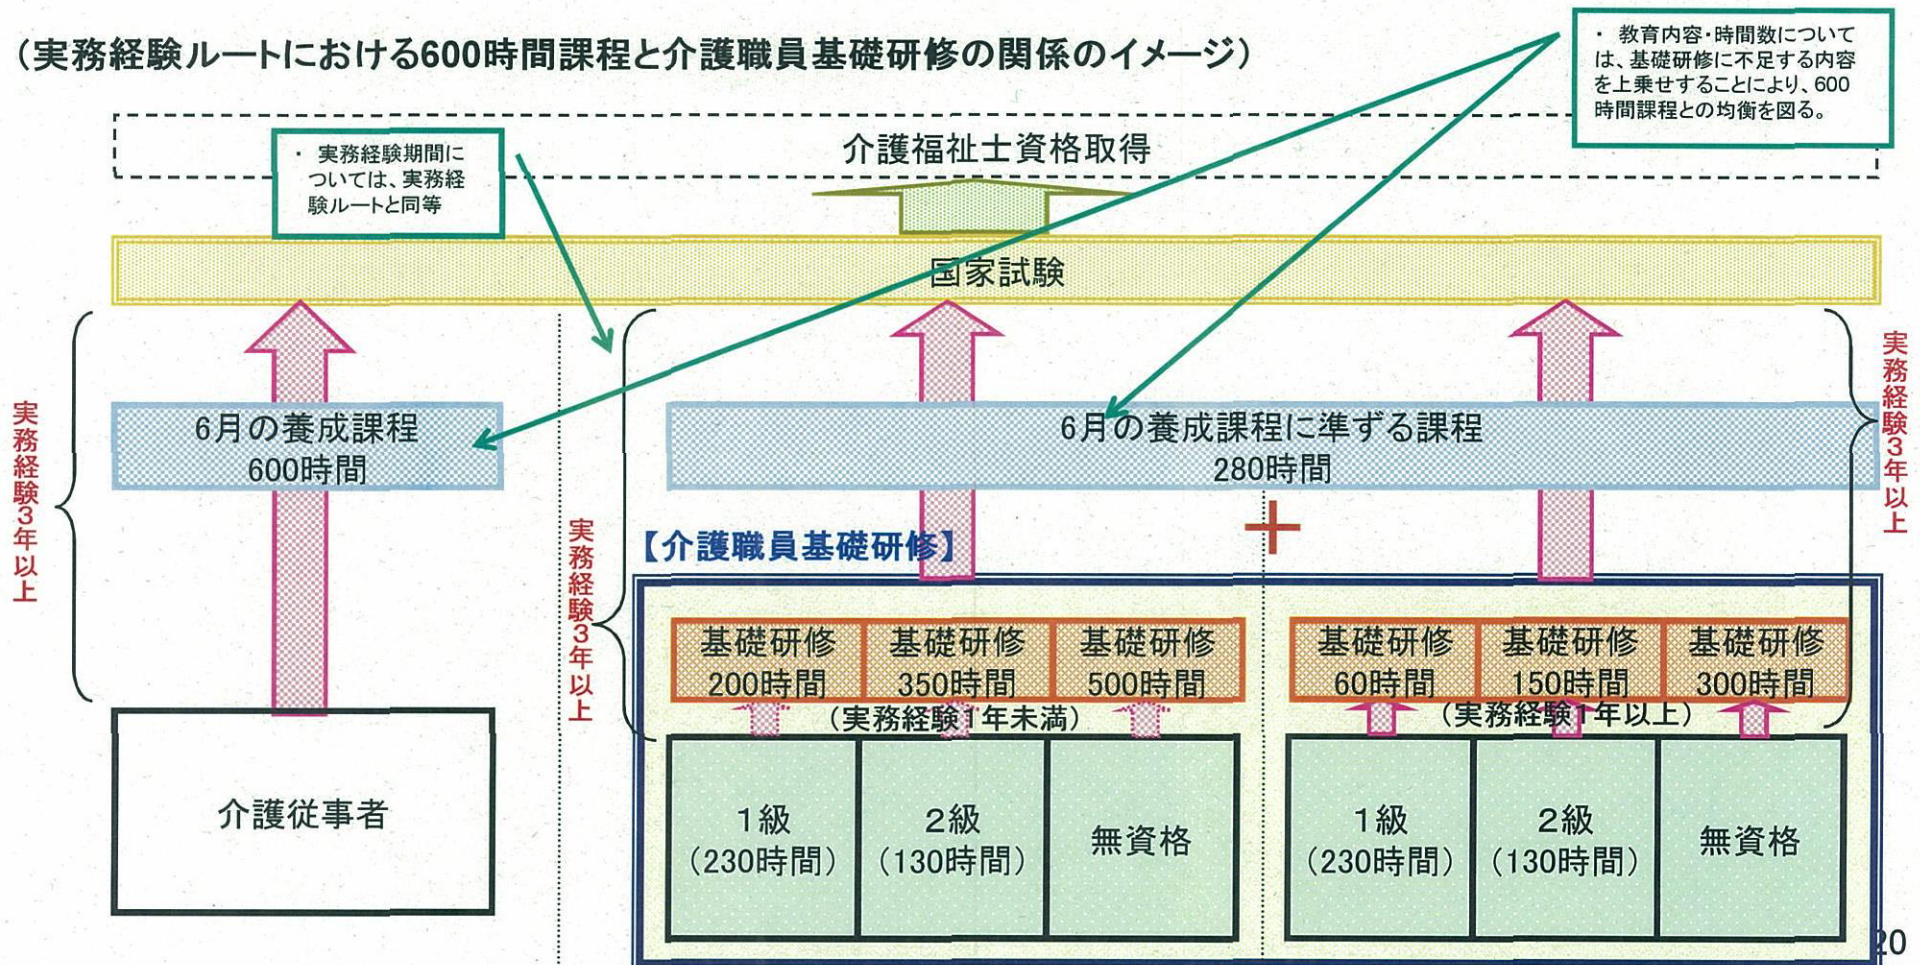 （実務経験ルートにおける600時間課程と介護職員基礎研修の関係のイメージ）
・　教育内容・時間数について
は、基礎研修に不足する内容
を上乗せすることにより、600
時間課程との均衡を図る。
介護福祉士資格取得
・　実務経験期間に
ついては、実務経
験ルートと同等
国家試験
実務経験3年以上
6月の養成課程
600時間
実務経験3年以上
6月の養成課程に準ずる課程
280時間
実務経験3年以上
＋
【介護職員基礎研修】
基礎研修
200時間
基礎研修
350時間
基礎研修
500時間
基礎研修
60時間
基礎研修
150時間
基礎研修
300時間
（実務経験1年未満）
（実務経験1年以上）
介護従事者
1級
（230時間）
2級
（130時間）
無資格
1級
（230時間）
2級
（130時間）
無資格
20